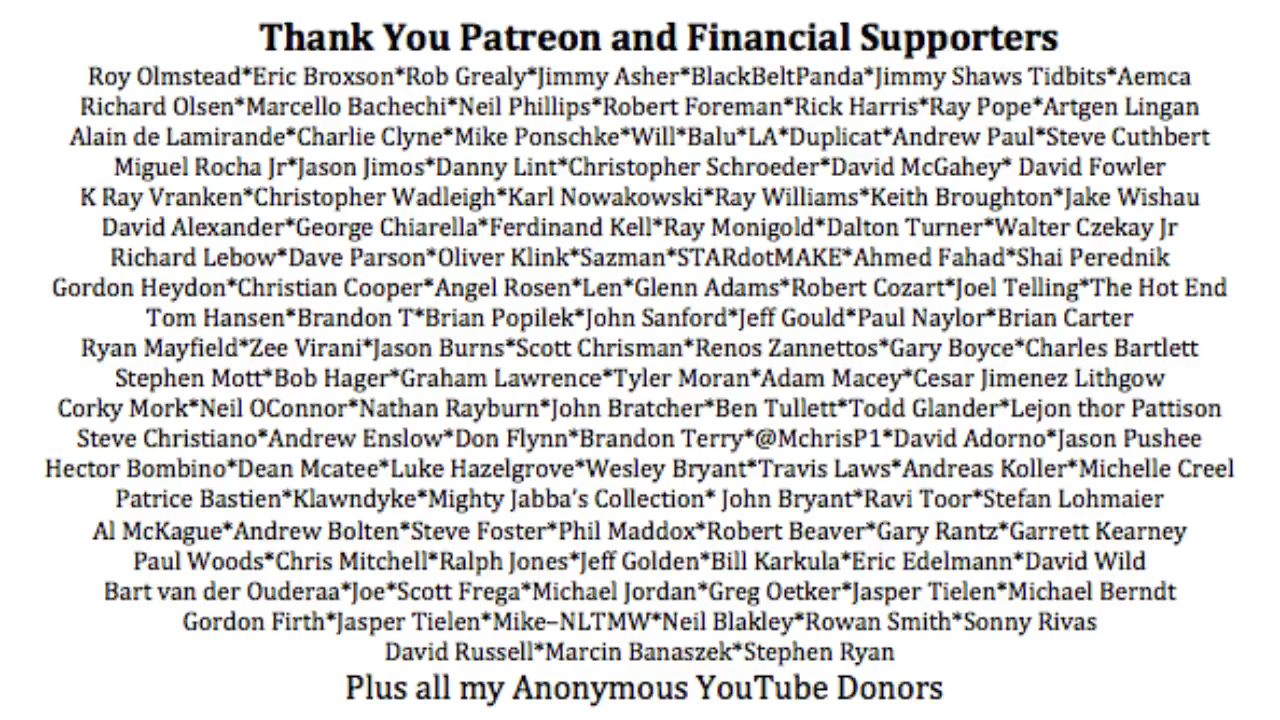 Thank You Patreon and Financial Supporters
Roy Olmstead*Eric Broxson*Rob Grealy*Jimmy Asher*BlackBeltPanda*Jimmy Shaws Tidbits*Aemca
Richard Olsen*Marcello Bachechi*Neil Phillips*Robert Foreman*Rick Harris*Ray Pope*Artgen Lingan
Alain de Lamirande*Charlie Clyne*Mike Ponschke*Will*Balu*LA*Duplicat*Andrew Paul*Steve Cuthbert
Miguel Rocha Jr*Jason Jimos*Danny Lint*Christopher Schroeder*David McGahey* David Fowler
K Ray Vranken*Christopher Wadleigh*Karl Nowakowski*Ray Williams*Keith Broughton*Jake Wishau
David Alexander*George Chiarella*Ferdinand Kell*Ray Monigold*Dalton Turner*Walter Czekay Jr
Richard Lebow*Dave Parson*Oliver Klink*Sazman*STARdotMAKE*Ahmed Fahad*Shai Perednik
Gordon Heydon*Christian Cooper*Angel Rosen*Len*Glenn Adams*Robert Cozart*Joel Telling*The Hot End
Tom Hansen*Brandon T*Brian Popilek*John Sanford*Jeff Gould*Paul Naylor*Brian Carter
Ryan Mayfield*Zee Virani*Jason Burns*Scott Chrisman*Renos Zannettos*Gary Boyce*Charles Bartlett
Stephen Mott*Bob Hager*Graham Lawrence*Tyler Moran*Adam Macey*Cesar Jimenez Lithgow
Corky Mork*Neil OConnor*Nathan Rayburn*John Bratcher*Ben Tullett*Todd Glander*Lejon thor Pattison
Steve Christiano*Andrew Enslow*Don Flynn*Brandon Terry*@MchrisP1*David Adorno*Jason Pushee
Hector Bombino*Dean Mcatee*Luke Hazelgrove*Wesley Bryant*Travis Laws*Andreas Koller*Michelle Creel
Patrice Bastien*Klawndyke*Mighty Jabba's Collection* John Bryant*Ravi Toor*Stefan Lohmaier
Al McKague*Andrew Bolten*Steve Foster*Phil Maddox*Robert Beaver*Gary Rantz*Garrett Kearney
Paul Woods*Chris Mitchell*Ralph Jones*Jeff Golden*Bill Karkula*Eric Edelmann*David Wild
Bart van der Ouderaa*Joe*Scott Frega*Michael Jordan*Greg Oetker*Jasper Tielen*Michael Berndt
Gordon Firth*Jasper Tielen*Mike–NLTMW*Neil Blakley*Rowan Smith*Sonny Rivas
David Russell*Marcin Banaszek*Stephen Ryan
Plus all my Anonymous YouTube Donors